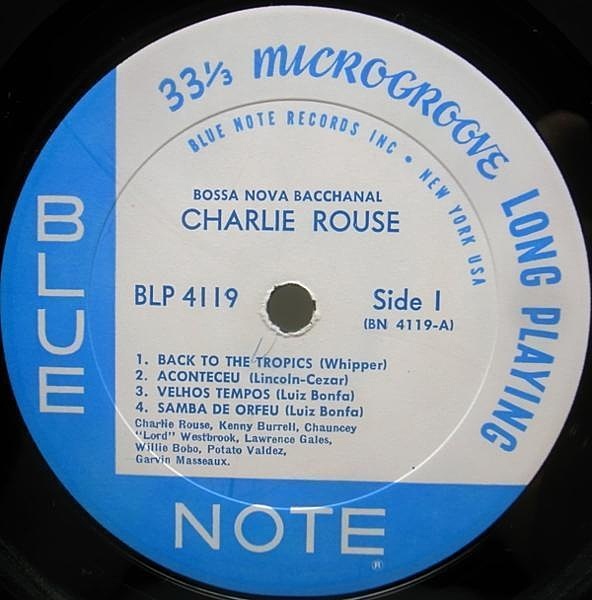 33⅓ MICROGROOVE LONG PLAYING
BLUE NOTE RECORDS INC • NEW YORK USA
BOSSA NOVA BACCHANAL
CHARLIE ROUSE
BLP 4119
Side 1
(BN 4119-A)
1. BACK TO THE TROPICS (Whipper)
2. ACONTECEU (Lincoln-Cezar)
3. VELHOS TEMPOS (Luiz Bonfa)
4. SAMBA DE ORFEU (Luiz Bonfa)
Charlie Rouse, Kenny Burrell, Chauncey
"Lord" Westbrook, Lawrence Gales,
Willie Bobo, Potato Valdez,
Garvin Masseaux.
BLUE
NOTE
®